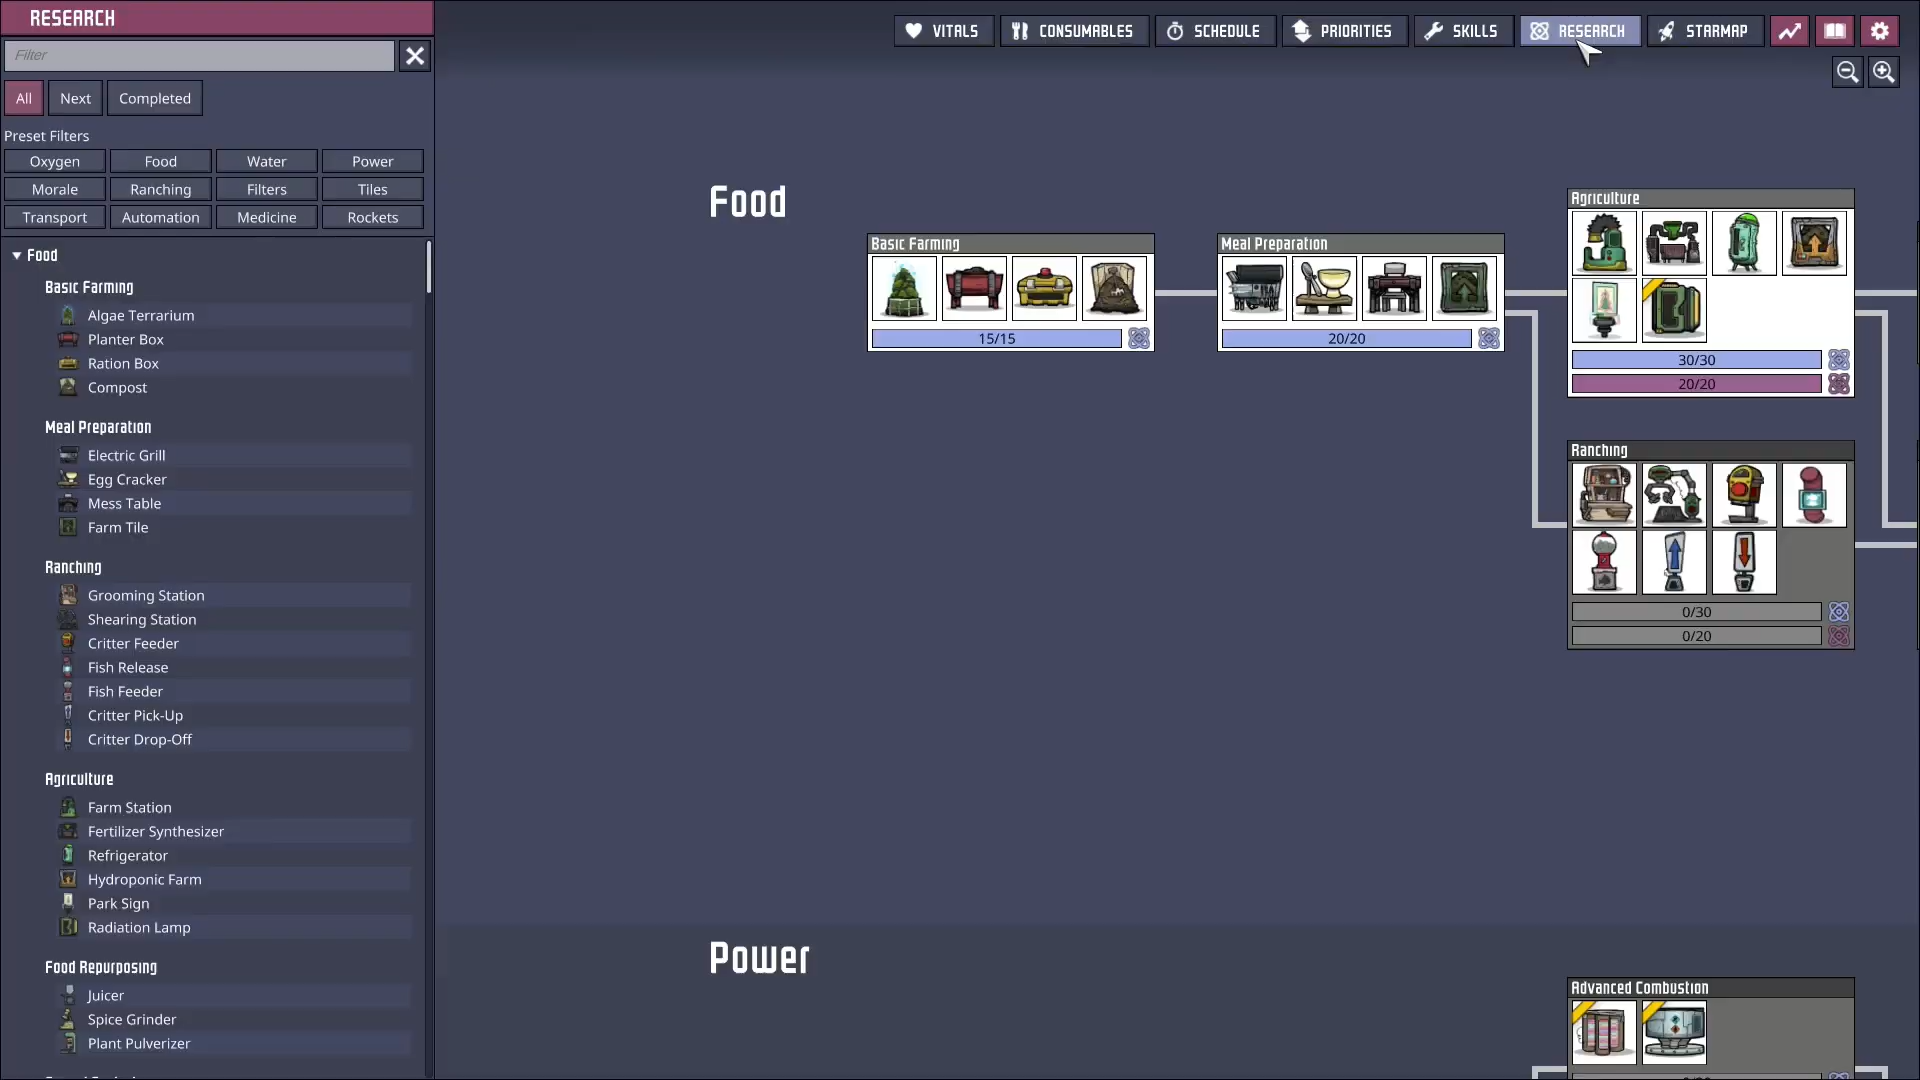 RESEARCH
VITALS
CONSUMABLES
SCHEDULE
PRIORITIES
SKILLS
RESEARCH
STARMAP
Filter
All
Next
Completed
Preset Filters
Oxygen
Food
Water
Power
Morale
Ranching
Filters
Tiles
Transport
Automation
Medicine
Rockets
Food
Basic Farming
Algae Terrarium
Planter Box
Ration Box
Compost
Meal Preparation
Electric Grill
Egg Cracker
Mess Table
Farm Tile
Ranching
Grooming Station
Shearing Station
Critter Feeder
Fish Release
Fish Feeder
Critter Pick-Up
Critter Drop-Off
Agriculture
Farm Station
Fertilizer Synthesizer
Refrigerator
Hydroponic Farm
Park Sign
Radiation Lamp
Food Repurposing
Juicer
Spice Grinder
Plant Pulverizer
Food
Basic Farming
15/15
Meal Preparation
20/20
Agriculture
30/30
20/20
Ranching
0/30
0/20
Power
Advanced Combustion